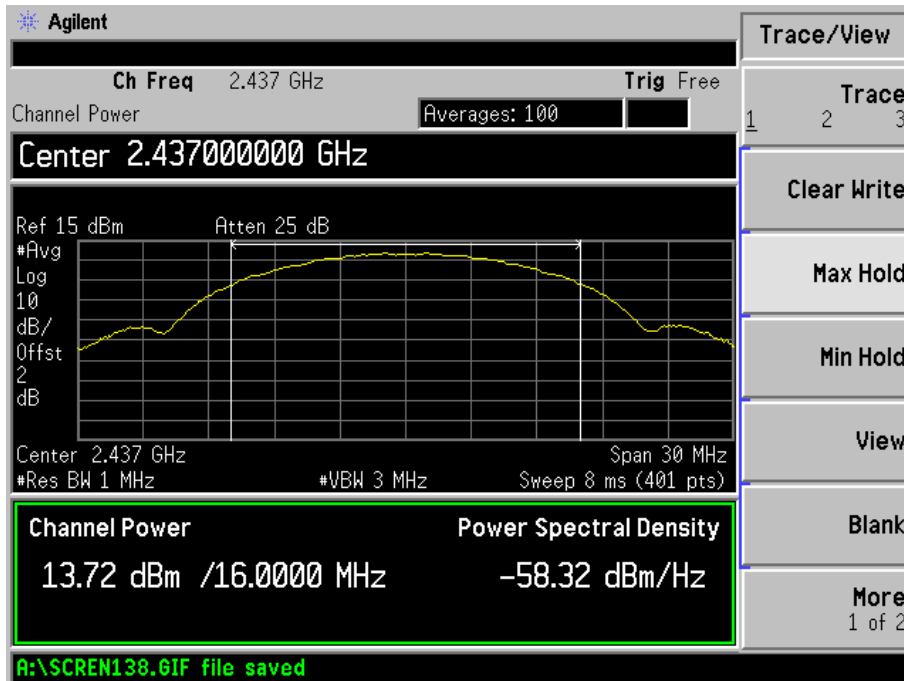 Agilent
Trace/View
Ch Freq 2.437 GHz Trig Free
Channel Power Averages: 100
Center 2.437000000 GHz
Ref 15 dBm Atten 25 dB
#Avg
Log
10
dB/
Offst
2
dB
Center 2.437 GHz Span 30 MHz
#Res BW 1 MHz #VBW 3 MHz Sweep 8 ms (401 pts)
Channel Power Power Spectral Density
13.72 dBm /16.0000 MHz -58.32 dBm/Hz
A:\SCREN138.GIF file saved
Trace
1 2 3
Clear Write
Max Hold
Min Hold
View
Blank
More
1 of 2